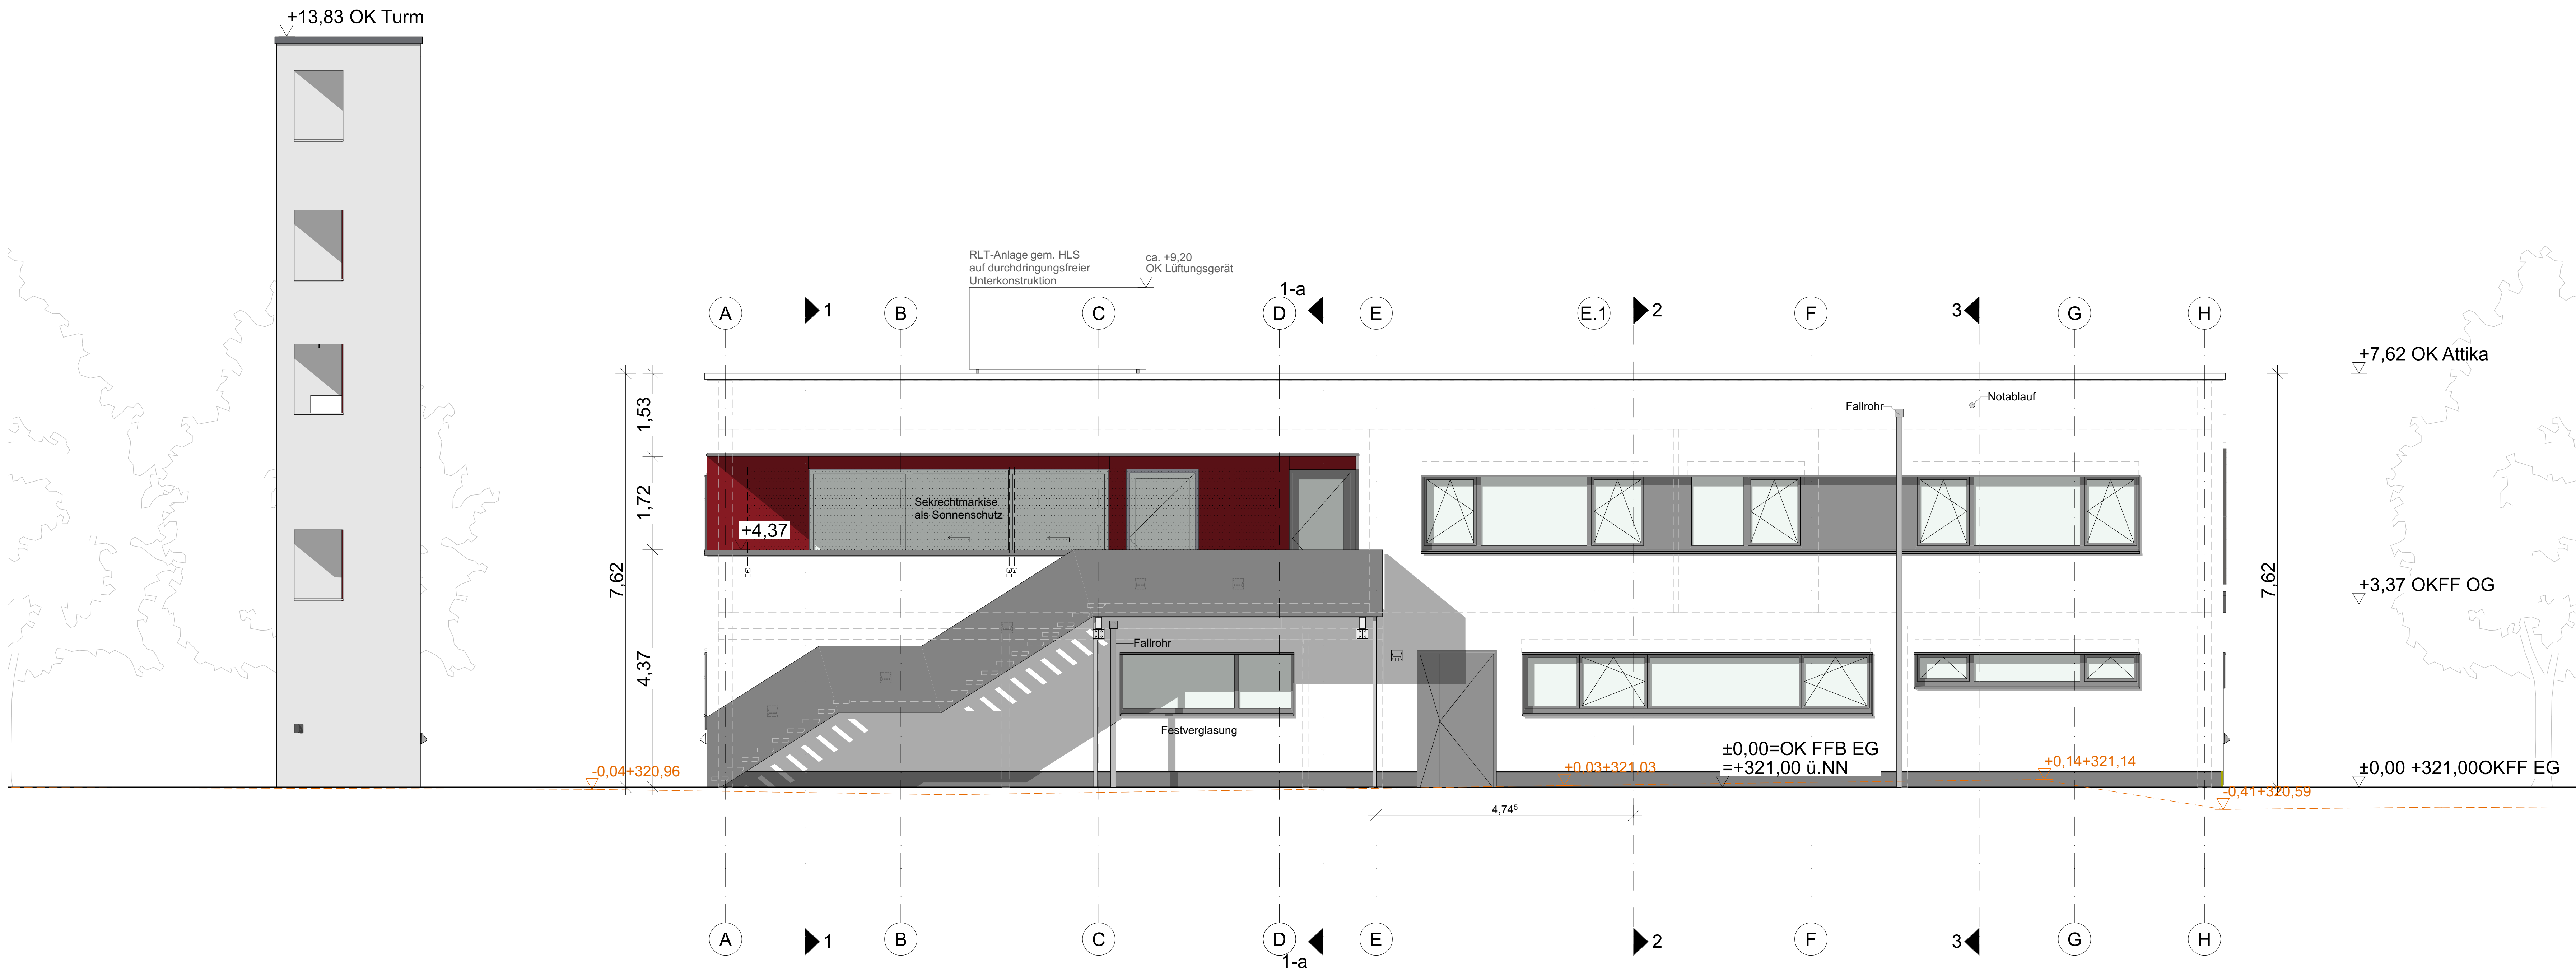 +13,83 OK Turm
RLT-Anlage gem. HLS
auf durchdringungsfreier
Unterkonstruktion
ca. +9,20
OK Lüftungsgerät
1-a
A
1
B
C
D
E
E.1
2
F
3
G
H
+7,62 OK Attika
1,53
Fallrohr
Notablauf
1,72
Sekrechtmarkise
als Sonnenschutz
+4,37
7,62
7,62
+3,37 OKFF OG
4,37
Fallrohr
Festverglasung
±0,00=OK FFB EG
=+321,00 ü.NN
-0,04+320,96
+0,03+321,03
+0,14+321,14
±0,00 +321,00OKFF EG
-0,41+320,59
4,74⁵
A
1
B
C
D
1-a
E
2
F
3
G
H